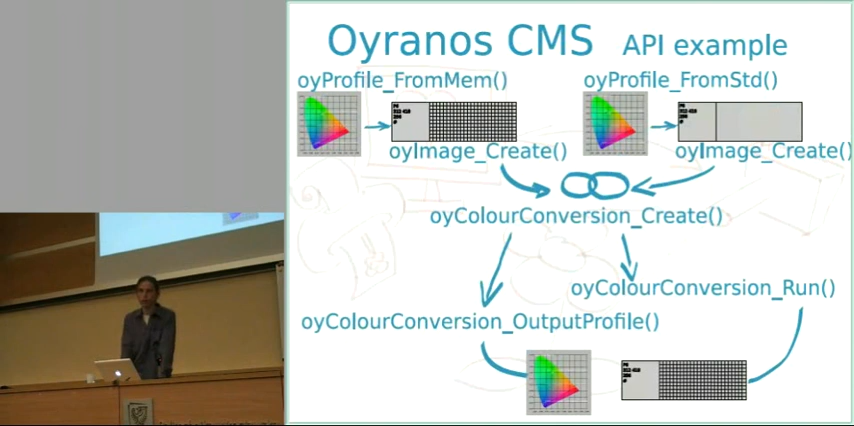 Oyranos CMS API example
oyProfile_FromMem() oyProfile_FromStd()
oyImage_Create() oyImage_Create()
oyColourConversion_Create()
oyColourConversion_Run()
oyColourConversion_OutputProfile()